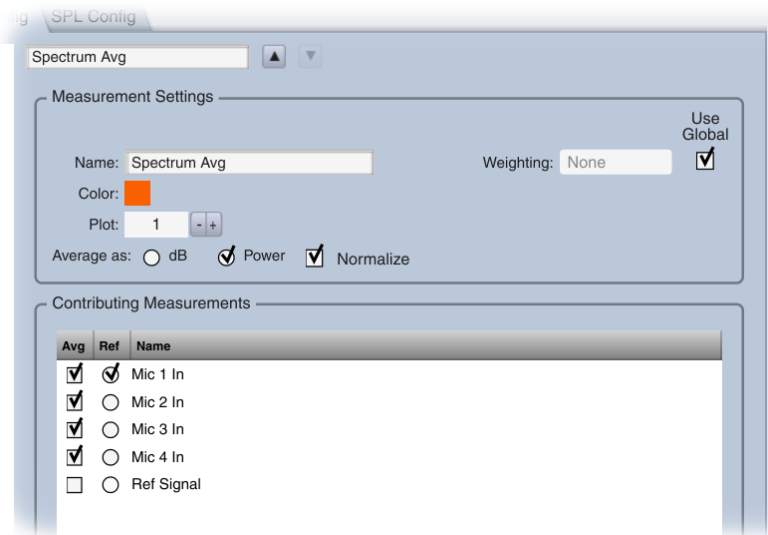 SPL Config
Spectrum Avg
Measurement Settings
Use
Global
Name: Spectrum Avg
Weighting: None
Color:
Plot: 1 - +
Average as: dB Power Normalize
Contributing Measurements
Avg Ref Name
Mic 1 In
Mic 2 In
Mic 3 In
Mic 4 In
Ref Signal